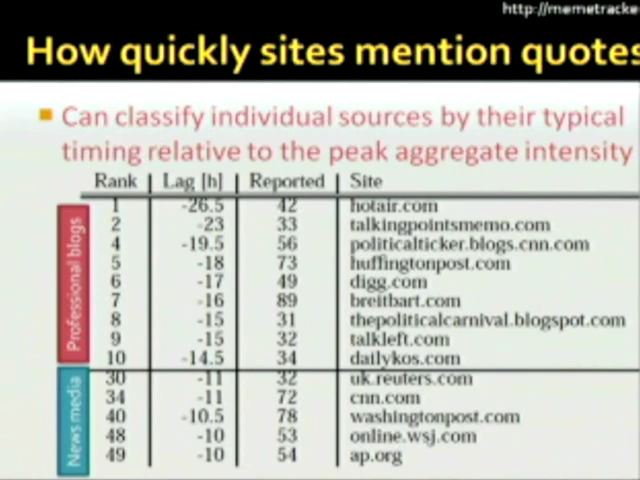 http://memetracke
How quickly sites mention quotes
Can classify individual sources by their typical
timing relative to the peak aggregate intensity
Rank Lag [h] Reported Site
1 -26.5 42 hotair.com
2 -23 33 talkingpointsmemo.com
4 -19.5 56 politicalticker.blogs.cnn.com
5 -18 73 huffingtonpost.com
6 -17 49 digg.com
7 -16 89 breitbart.com
8 -15 31 thepoliticalcarnival.blogspot.com
9 -15 32 talkleft.com
10 -14.5 34 dailykos.com
Professional blogs
30 -11 32 uk.reuters.com
34 -11 72 cnn.com
40 -10.5 78 washingtonpost.com
48 -10 53 online.wsj.com
49 -10 54 ap.org
News media